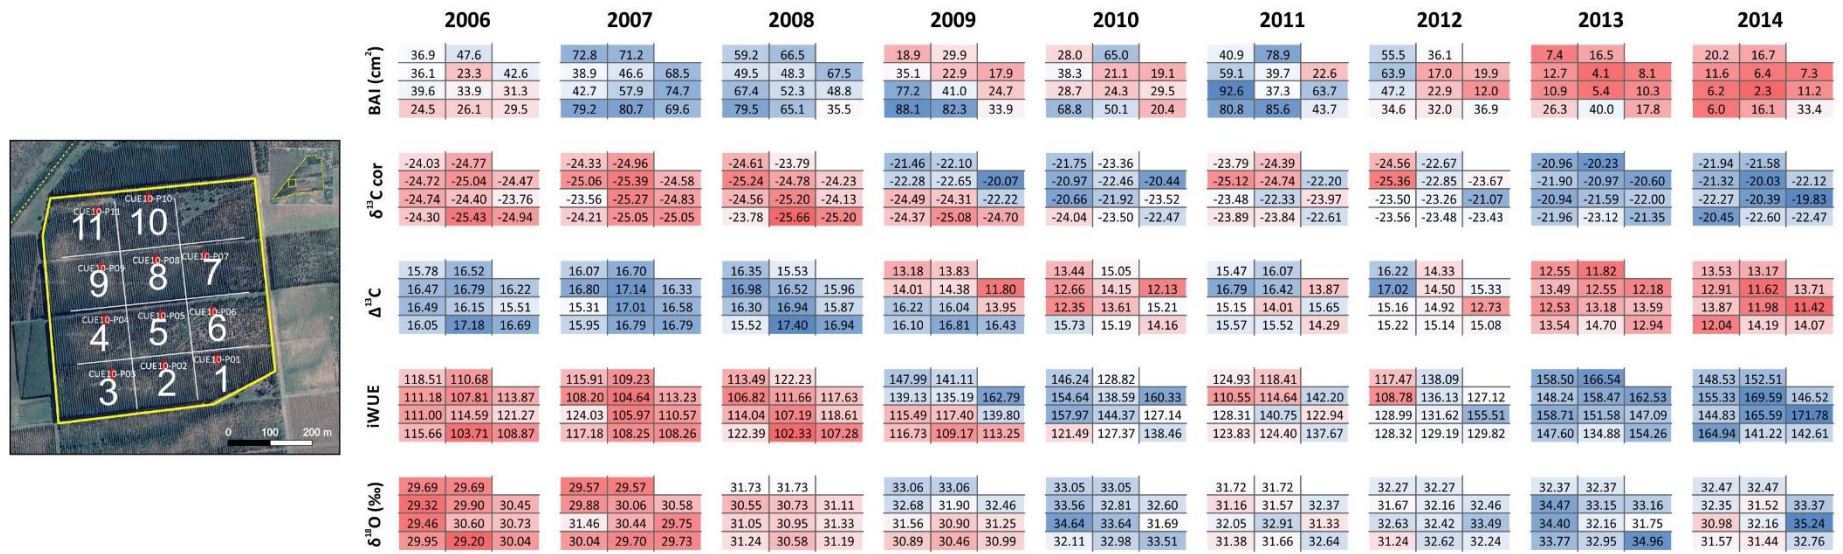 2006 2007 2008 2009 2010 2011 2012 2013 2014
BAI (cm²)
36.9 47.6 72.8 71.2 59.2 66.5 18.9 29.9 28.0 65.0 40.9 78.9 55.5 36.1 7.4 16.5 20.2 16.7
36.1 23.3 42.6 38.9 46.6 68.5 49.5 48.3 67.5 35.1 22.9 17.9 38.3 21.1 19.1 59.1 39.7 22.6 63.9 17.0 19.9 12.7 4.1 8.1 11.6 6.4 7.3
39.6 33.9 31.3 42.7 57.9 74.7 67.4 52.3 48.8 77.2 41.0 24.7 28.7 24.3 29.5 92.6 37.3 63.7 47.2 22.9 12.0 10.9 5.4 10.3 6.2 2.3 11.2
24.5 26.1 29.5 79.2 80.7 69.6 79.5 65.1 35.5 88.1 82.3 33.9 68.8 50.1 20.4 80.8 85.6 43.7 34.6 32.0 36.9 26.3 40.0 17.8 6.0 16.1 33.4
δ¹³C cor
-24.03 -24.77 -24.33 -24.96 -24.61 -23.79 -21.46 -22.10 -21.75 -23.36 -23.79 -24.39 -24.56 -22.67 -20.96 -20.23 -21.94 -21.58
-24.72 -25.04 -24.47 -25.06 -25.39 -24.58 -25.24 -24.78 -24.23 -22.28 -22.65 -20.07 -20.97 -22.46 -20.44 -25.12 -24.74 -22.20 -25.36 -22.85 -23.67 -21.90 -20.97 -20.60 -21.32 -20.03 -22.12
-24.74 -24.40 -23.76 -23.56 -25.27 -24.83 -24.56 -25.20 -24.13 -24.49 -24.31 -22.22 -20.66 -21.92 -23.52 -23.48 -22.33 -23.97 -23.50 -23.26 -21.07 -20.94 -21.59 -22.00 -22.27 -20.39 -19.83
-24.30 -25.43 -24.94 -24.21 -25.05 -25.05 -23.78 -25.66 -25.20 -24.37 -25.08 -24.70 -24.04 -23.50 -22.47 -23.89 -23.84 -22.61 -23.56 -23.48 -23.43 -21.96 -23.12 -21.35 -20.45 -22.60 -22.47
Δ¹³C
15.78 16.52 16.07 16.70 16.35 15.53 13.18 13.83 13.44 15.05 15.47 16.07 16.22 14.33 12.55 11.82 13.53 13.17
16.47 16.79 16.22 16.80 17.14 16.33 16.98 16.52 15.96 14.01 14.38 11.80 12.66 14.15 12.13 16.79 16.42 13.87 17.02 14.50 15.33 13.49 12.55 12.18 12.91 11.62 13.71
16.49 16.15 15.51 15.31 17.01 16.58 16.30 16.94 15.87 16.22 16.04 13.95 12.35 13.61 15.21 15.15 14.01 15.65 15.16 14.92 12.73 12.53 13.18 13.59 13.87 11.98 11.42
16.05 17.18 16.69 15.95 16.79 16.79 15.52 17.40 16.94 16.10 16.81 16.43 15.73 15.19 14.16 15.57 15.52 14.29 15.22 15.14 15.08 13.54 14.70 12.94 12.04 14.19 14.07
iWUE
118.51 110.68 115.91 109.23 113.49 122.23 147.99 141.11 146.24 128.82 124.93 118.41 117.47 138.09 158.50 166.54 148.53 152.51
111.18 107.81 113.87 108.20 104.64 113.23 106.82 111.66 117.63 139.13 135.19 162.79 154.64 138.59 160.33 110.55 114.64 142.20 108.78 136.13 127.12 148.24 158.47 162.53 155.33 169.59 146.52
111.00 114.59 121.27 124.03 105.97 110.57 114.04 107.19 118.61 115.49 117.40 139.80 157.97 144.37 127.14 128.31 140.75 122.94 128.99 131.62 155.51 158.71 151.58 147.09 144.83 165.59 171.78
115.66 103.71 108.87 117.18 108.25 108.26 122.39 102.33 107.28 116.73 109.17 113.25 121.49 127.37 138.46 123.83 124.40 137.67 128.32 129.19 129.82 147.60 134.88 154.26 164.94 141.22 142.61
δ¹⁸O (‰)
29.69 29.69 29.57 29.57 31.73 31.73 33.06 33.06 33.05 33.05 31.72 31.72 32.27 32.27 32.37 32.37 32.47 32.47
29.32 29.90 30.45 29.88 30.06 30.58 30.55 30.73 31.11 32.68 31.90 32.46 33.56 32.81 32.60 31.16 31.57 32.37 31.67 32.16 32.46 34.47 33.15 33.16 32.35 31.52 33.37
29.46 30.60 30.73 31.46 30.44 29.75 31.05 30.95 31.33 31.56 30.90 31.25 34.64 33.64 31.69 32.05 32.91 31.33 32.63 32.42 33.49 34.40 32.16 31.75 30.98 32.16 35.24
29.95 29.20 30.04 30.04 29.70 29.73 31.24 30.58 31.19 30.89 30.46 30.99 32.11 32.98 33.51 31.38 31.66 32.64 31.24 32.62 32.24 33.77 32.95 34.96 31.57 31.44 32.76
CUE10-P11 CUE10-P10
11 10
CUE10-P09 CUE10-P08 CUE10-P07
9 8 7
CUE10-P04 CUE10-P05 CUE10-P06
4 5 6
CUE10-P03 CUE10-P02 CUE10-P01
3 2 1
0 100 200 m